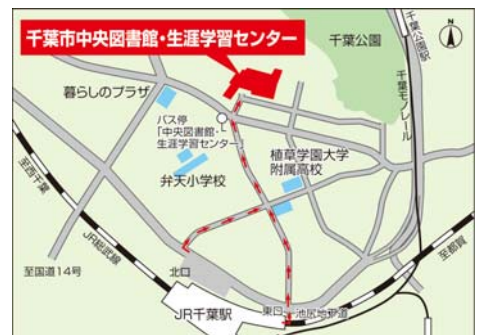 千葉市中央図書館・生涯学習センター
千葉公園
N
千葉公園駅
千葉モノレール
暮らしのプラザ
バス停
「中央図書館・
生涯学習センター」
植草学園大学
附属高校
弁天小学校
至西千葉
JR総武線
至国道14号
北口
JR千葉駅
東口
池尻地下道
至都賀